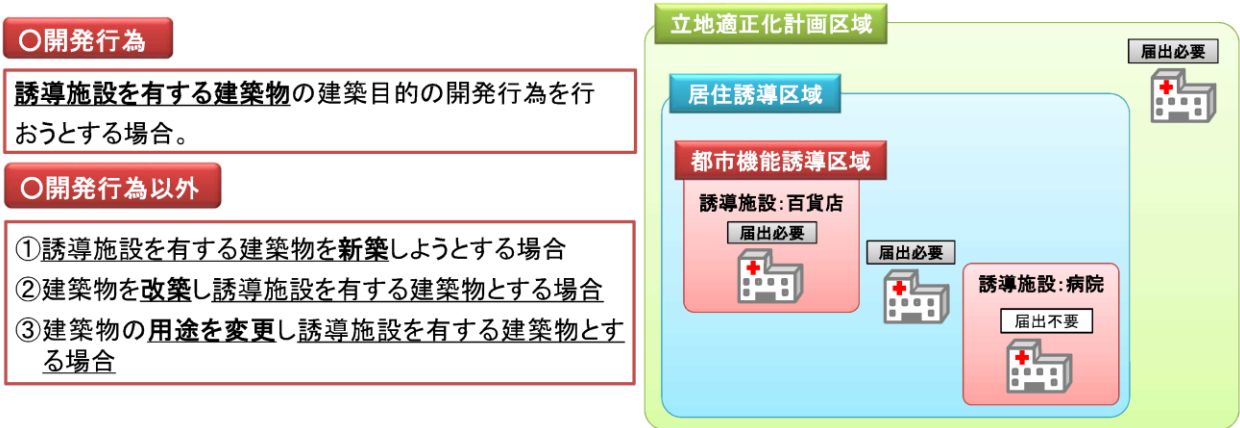 〇開発行為
誘導施設を有する建築物の建築目的の開発行為を行
おうとする場合。
〇開発行為以外
①誘導施設を有する建築物を新築しようとする場合
②建築物を改築し誘導施設を有する建築物とする場合
③建築物の用途を変更し誘導施設を有する建築物とす
る場合
立地適正化計画区域
届出必要
居住誘導区域
都市機能誘導区域
誘導施設:百貨店
届出必要
届出必要
誘導施設:病院
届出不要